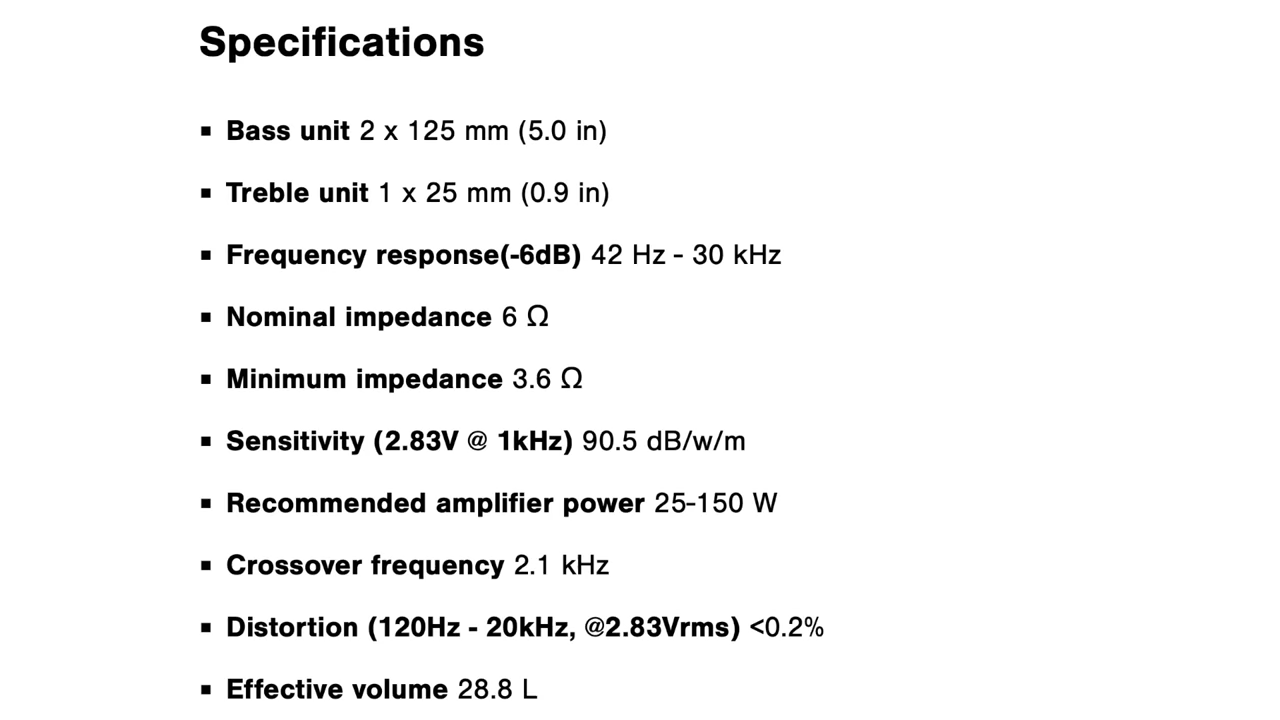 Specifications
▪ Bass unit 2 x 125 mm (5.0 in)
▪ Treble unit 1 x 25 mm (0.9 in)
▪ Frequency response(-6dB) 42 Hz - 30 kHz
▪ Nominal impedance 6 Ω
▪ Minimum impedance 3.6 Ω
▪ Sensitivity (2.83V @ 1kHz) 90.5 dB/w/m
▪ Recommended amplifier power 25-150 W
▪ Crossover frequency 2.1 kHz
▪ Distortion (120Hz - 20kHz, @2.83Vrms) <0.2%
▪ Effective volume 28.8 L